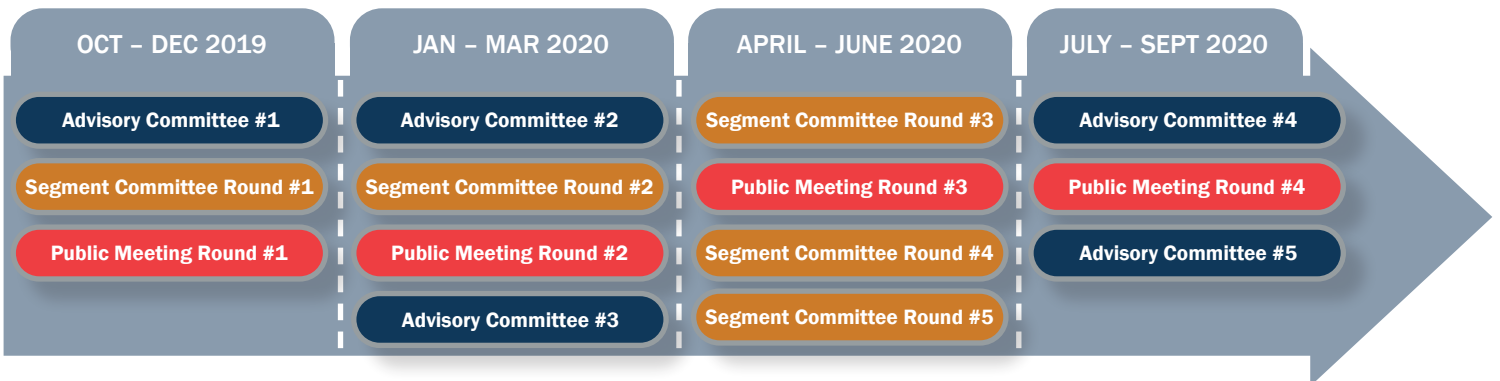 OCT – DEC 2019
Advisory Committee #1
Segment Committee Round #1
Public Meeting Round #1
JAN – MAR 2020
Advisory Committee #2
Segment Committee Round #2
Public Meeting Round #2
Advisory Committee #3
APRIL – JUNE 2020
Segment Committee Round #3
Public Meeting Round #3
Segment Committee Round #4
Segment Committee Round #5
JULY – SEPT 2020
Advisory Committee #4
Public Meeting Round #4
Advisory Committee #5